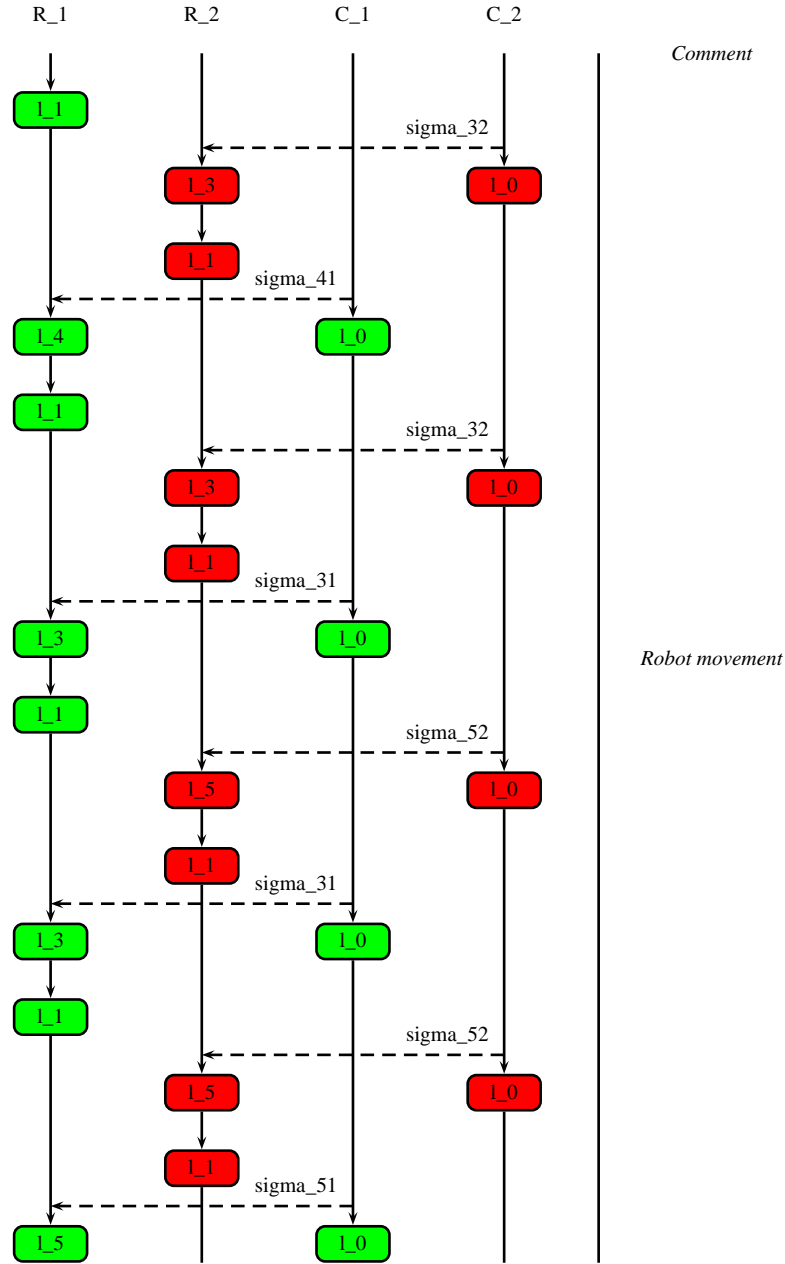 R_1 R_2 C_1 C_2
Comment
l_1
sigma_32
l_3 l_0
l_1
sigma_41
l_4 l_0
l_1
sigma_32
l_3 l_0
l_1
sigma_31
l_3 l_0
Robot movement
l_1
sigma_52
l_5 l_0
l_1
sigma_31
l_3 l_0
l_1
sigma_52
l_5 l_0
l_1
sigma_51
l_5 l_0